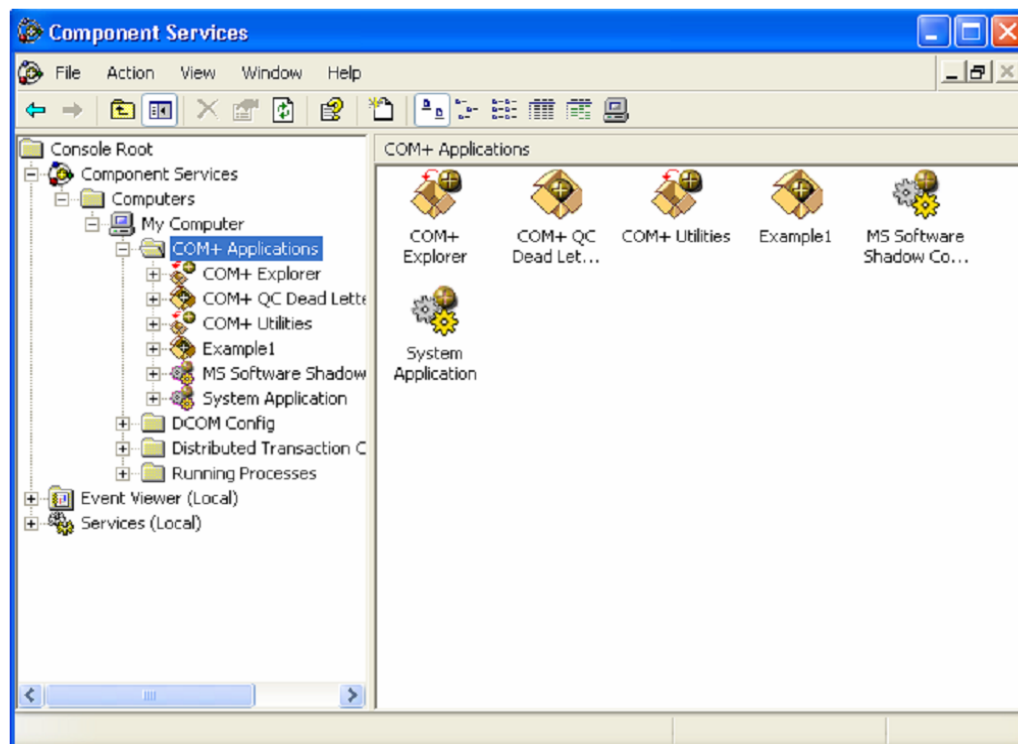 Component Services
File Action View Window Help
Console Root
Component Services
Computers
My Computer
COM+ Applications
COM+ Explorer
COM+ QC Dead Lette
COM+ Utilities
Example1
MS Software Shadow
System Application
DCOM Config
Distributed Transaction C
Running Processes
Event Viewer (Local)
Services (Local)
COM+ Applications
COM+ Explorer
COM+ QC Dead Let...
COM+ Utilities
Example1
MS Software Shadow Co...
System Application